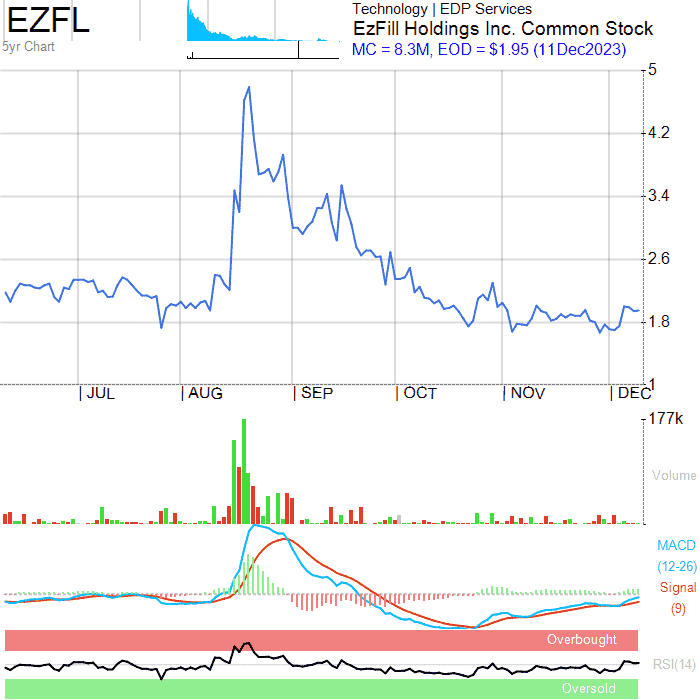 EZFL
5yr Chart
Technology | EDP Services
EzFill Holdings Inc. Common Stock
MC = 8.3M, EOD = $1.95 (11Dec2023)
5
4.2
3.4
2.6
1.8
1
JUL AUG SEP OCT NOV DEC
177k
Volume
MACD
(12-26)
Signal
(9)
Overbought
RSI(14)
Oversold